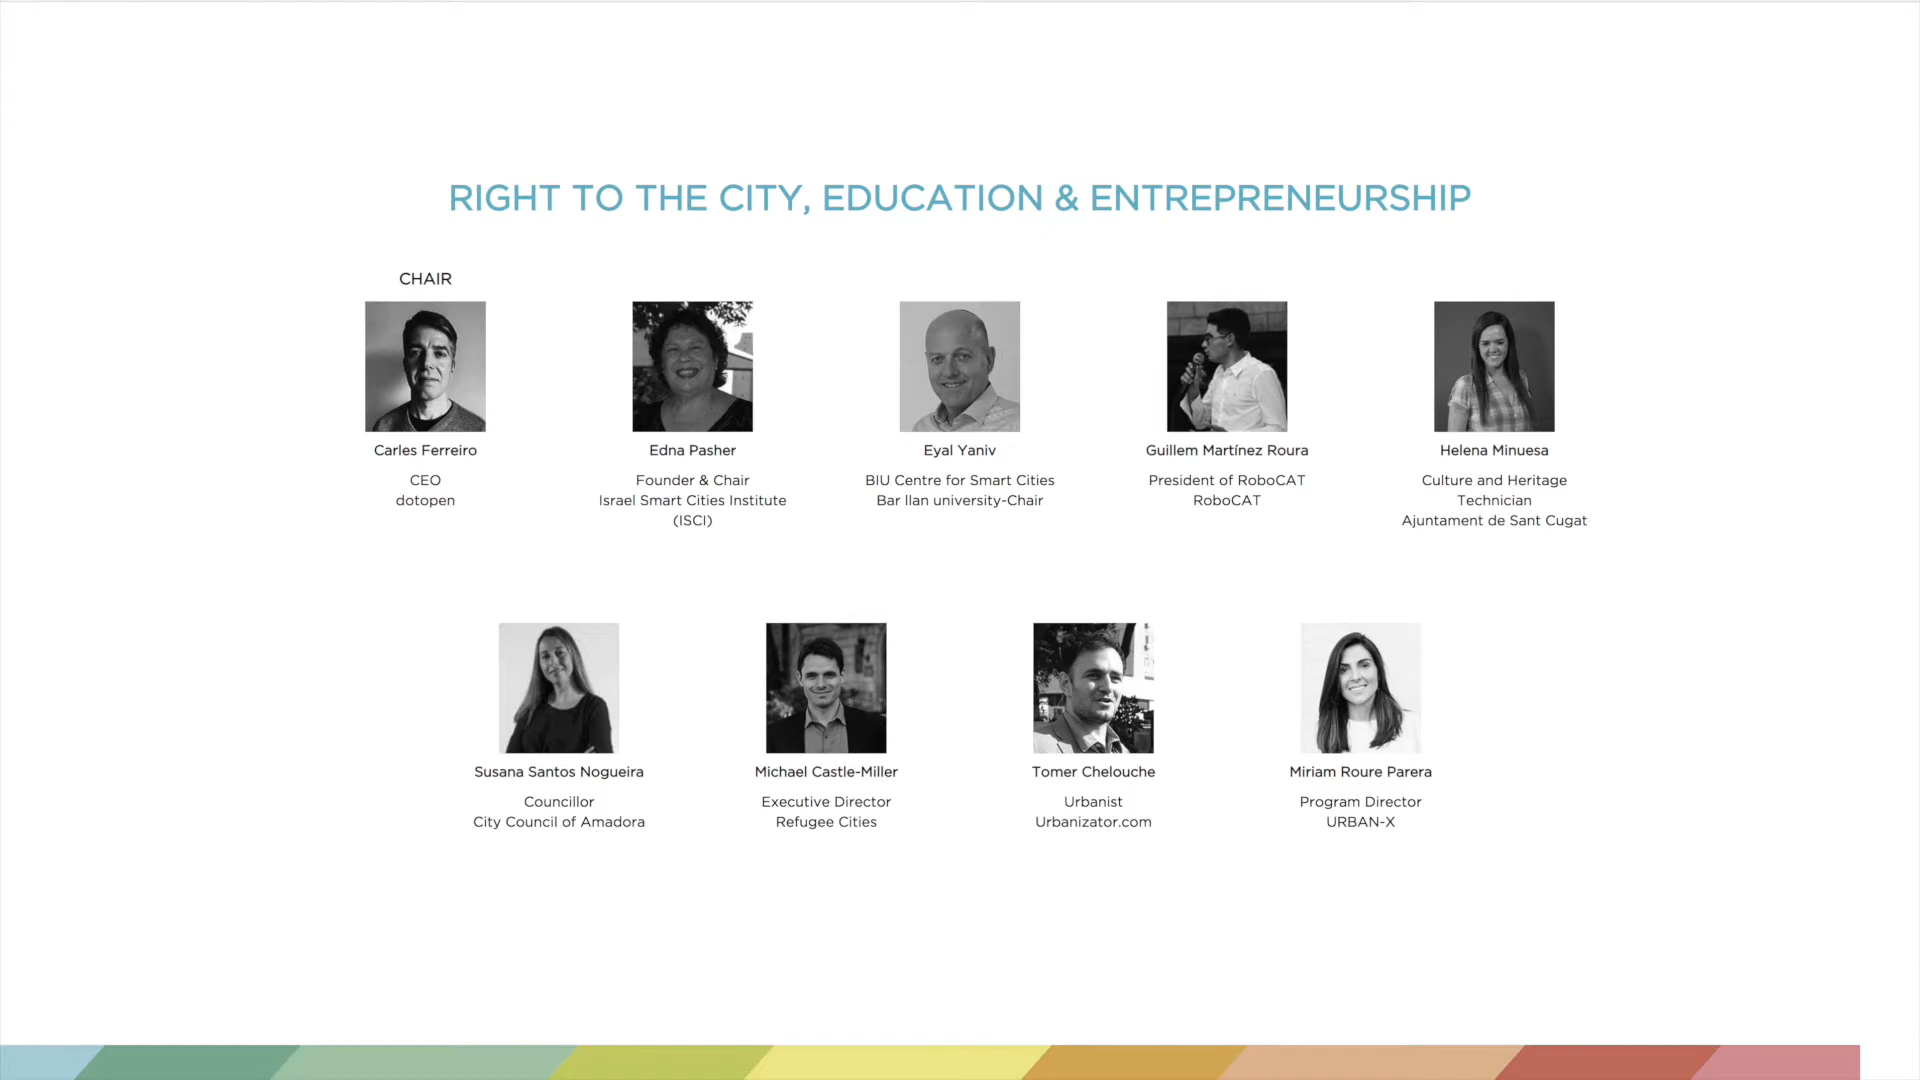 RIGHT TO THE CITY, EDUCATION & ENTREPRENEURSHIP
CHAIR
Carles Ferreiro
CEO
dotopen
Edna Pasher
Founder & Chair
Israel Smart Cities Institute
(ISCI)
Eyal Yaniv
BIU Centre for Smart Cities
Bar Ilan university-Chair
Guillem Martínez Roura
President of RoboCAT
RoboCAT
Helena Minuesa
Culture and Heritage
Technician
Ajuntament de Sant Cugat
Susana Santos Nogueira
Councillor
City Council of Amadora
Michael Castle-Miller
Executive Director
Refugee Cities
Tomer Chelouche
Urbanist
Urbanizator.com
Miriam Roure Parera
Program Director
URBAN-X